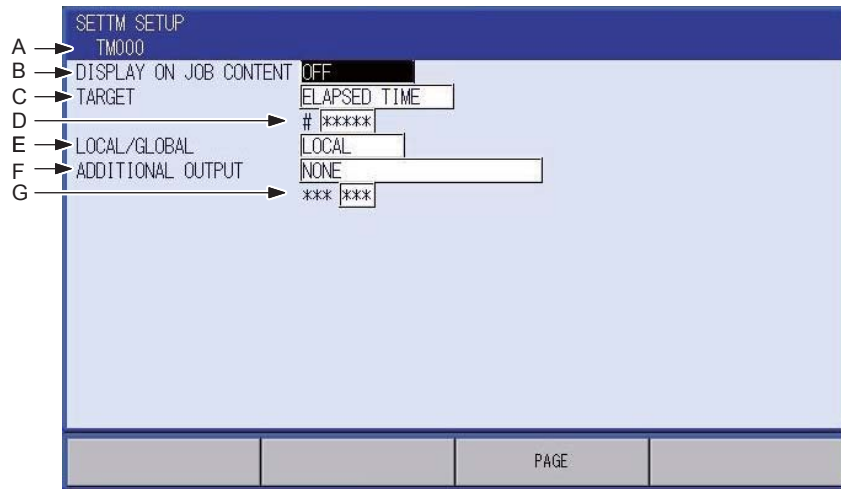 SETTM SETUP
A TM000
B DISPLAY ON JOB CONTENT OFF
C TARGET ELAPSED TIME
D # *****
E LOCAL/GLOBAL LOCAL
F ADDITIONAL OUTPUT NONE
G *** ***
PAGE